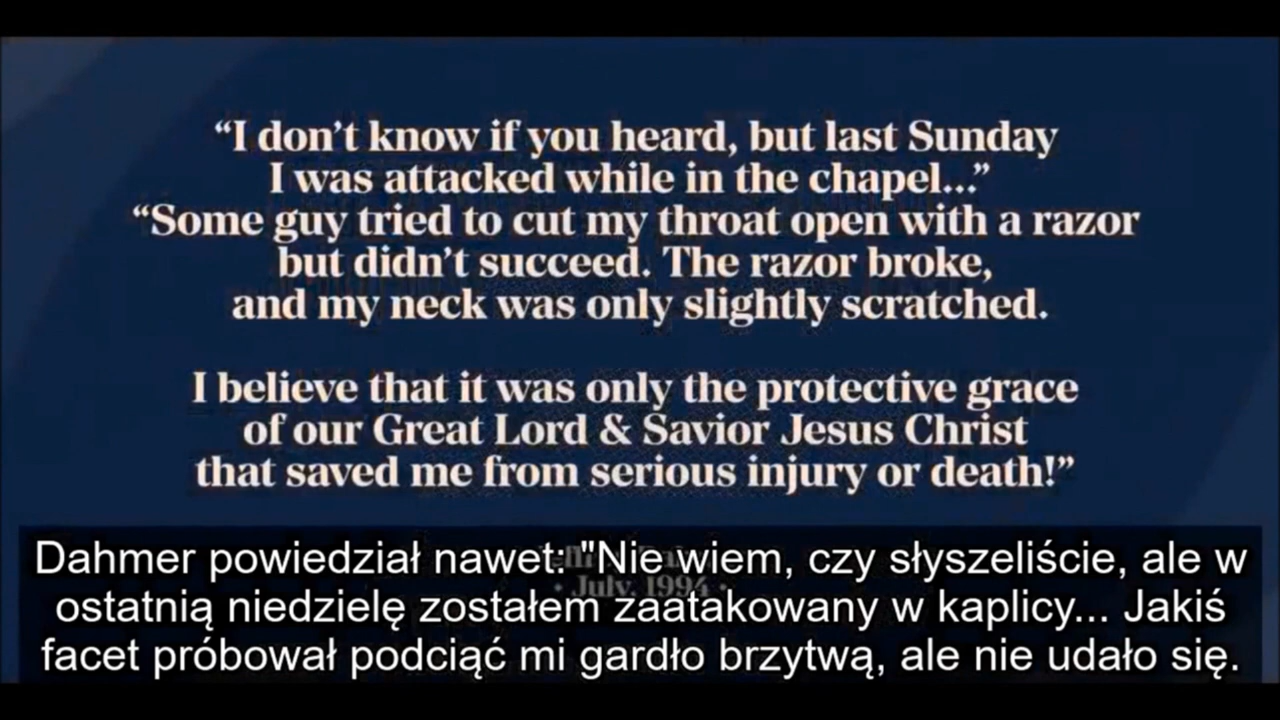 “I don’t know if you heard, but last Sunday
I was attacked while in the chapel...”
“Some guy tried to cut my throat open with a razor
but didn’t succeed. The razor broke,
and my neck was only slightly scratched.
I believe that it was only the protective grace
of our Great Lord & Savior Jesus Christ
that saved me from serious injury or death!”
Dahmer powiedział nawet: "Nie wiem, czy słyszeliście, ale w
• July, 1994 •
ostatnią niedzielę zostałem zaatakowany w kaplicy... Jakiś
facet próbował podciąć mi gardło brzytwą, ale nie udało się.